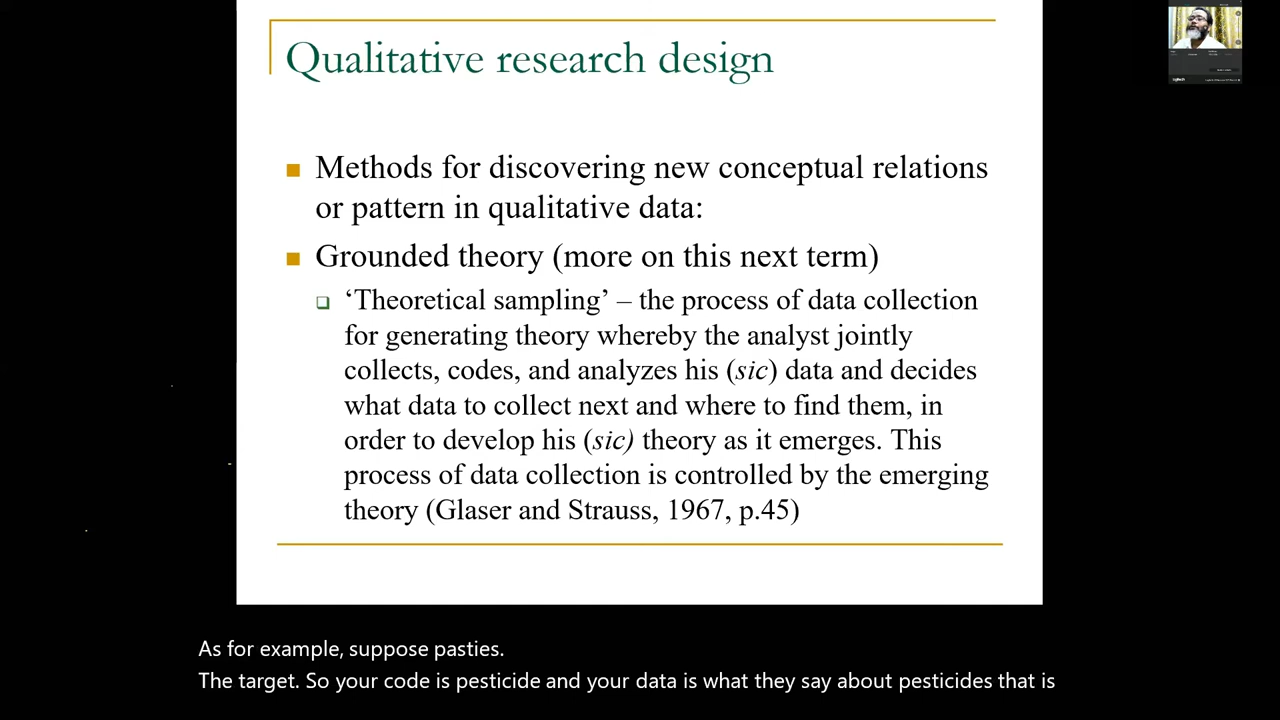 Qualitative research design
Methods for discovering new conceptual relations
or pattern in qualitative data:
Grounded theory (more on this next term)
‘Theoretical sampling’ – the process of data collection
for generating theory whereby the analyst jointly
collects, codes, and analyzes his (sic) data and decides
what data to collect next and where to find them, in
order to develop his (sic) theory as it emerges. This
process of data collection is controlled by the emerging
theory (Glaser and Strauss, 1967, p.45)
As for example, suppose pasties.
The target. So your code is pesticide and your data is what they say about pesticides that is